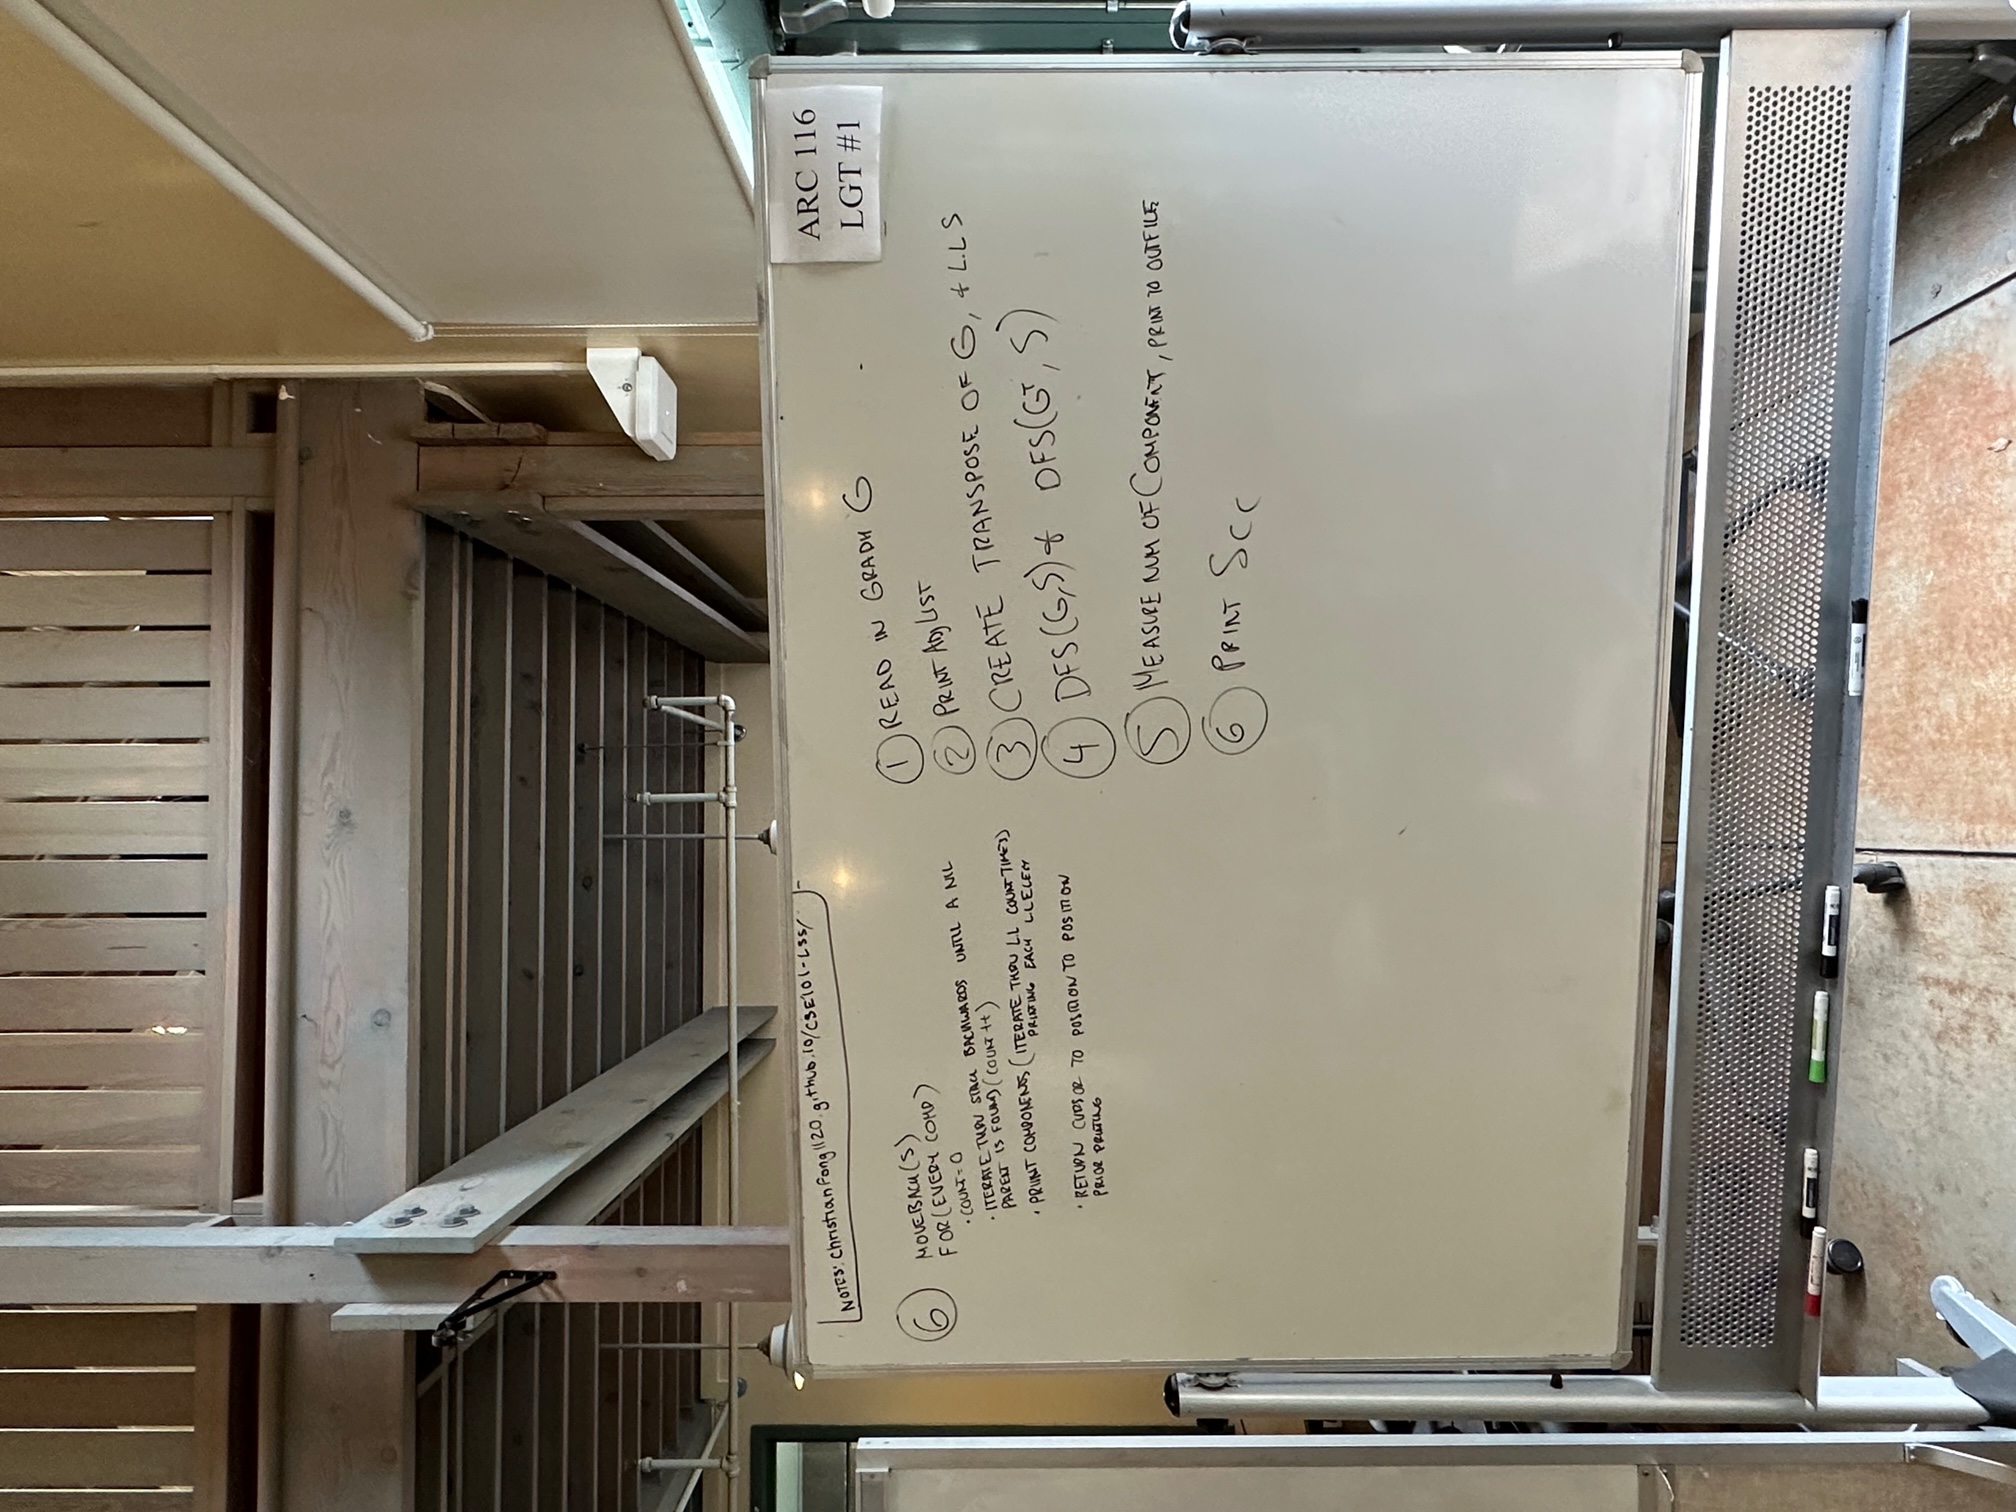 NOTES: christianfong1120.github.io/CSE101-LSS/
ARC 116
LGT #1
6 MOVEBACK(S)
FOR(EVERY COMP)
• COUNT = 0
• ITERATE THRU STACK BACKWARDS UNTIL A NIL
PARENT IS FOUND (COUNT ++)
• PRIINT COMPONENTS (ITERATE THRU LL COUNT TIMES)
PRINTING EACH LL ELEM
• RETURN CURSOR TO POSITION TO POSITION
PRIOR PRINTING
1 READ IN GRAPH G
2 PRINT ADJ LIST
3 CREATE TRANSPOSE OF G, & L.L S
4 DFS(G,S) & DFS(GT, S)
5 MEASURE NUM OF COMPONENT, PRINT TO OUTFILE
6 PRINT SCC